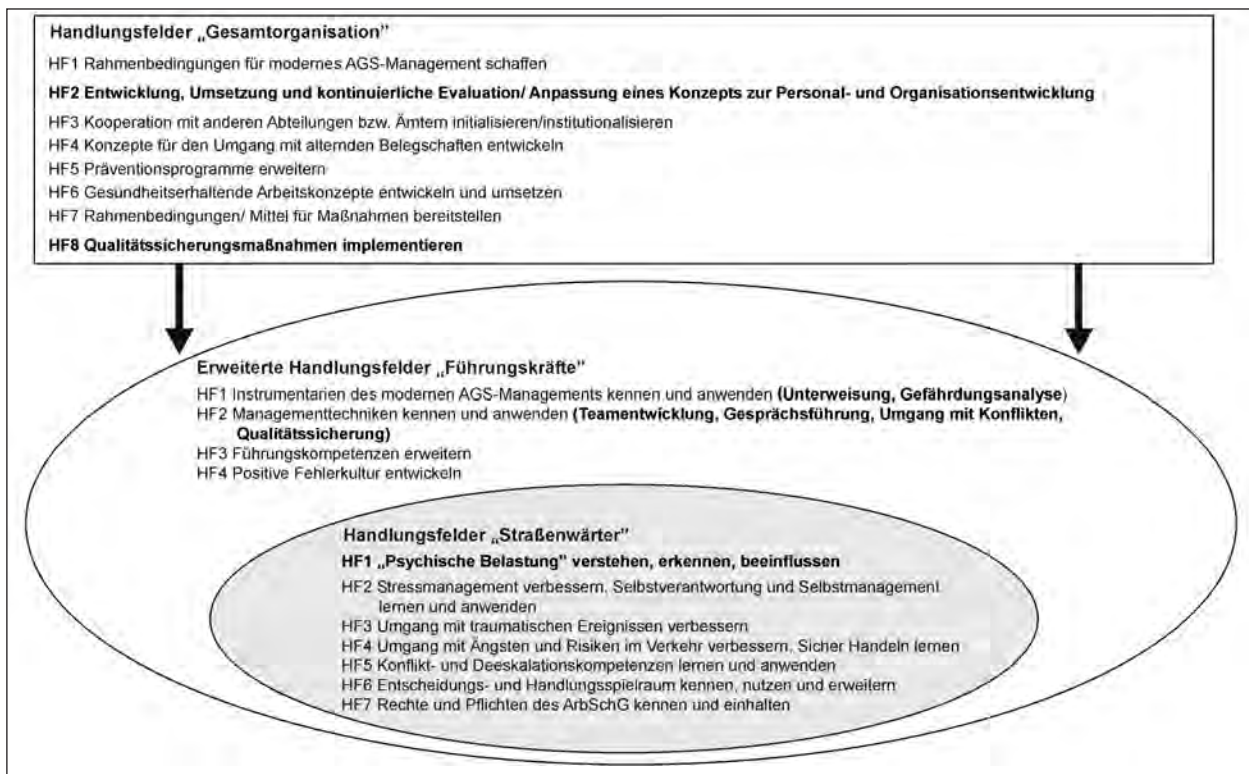 Handlungsfelder „Gesamtorganisation"
HF1 Rahmenbedingungen für modernes AGS-Management schaffen
HF2 Entwicklung, Umsetzung und kontinuierliche Evaluation/ Anpassung eines Konzepts zur Personal- und Organisationsentwicklung
HF3 Kooperation mit anderen Abteilungen bzw. Ämtern initialisieren/institutionalisieren
HF4 Konzepte für den Umgang mit alternden Belegschaften entwickeln
HF5 Präventionsprogramme erweitern
HF6 Gesundheitserhaltende Arbeitskonzepte entwickeln und umsetzen
HF7 Rahmenbedingungen/ Mittel für Maßnahmen bereitstellen
HF8 Qualitätssicherungsmaßnahmen implementieren
Erweiterte Handlungsfelder „Führungskräfte"
HF1 Instrumentarien des modernen AGS-Managements kennen und anwenden (Unterweisung, Gefährdungsanalyse)
HF2 Managementtechniken kennen und anwenden (Teamentwicklung, Gesprächsführung, Umgang mit Konflikten,
Qualitätssicherung)
HF3 Führungskompetenzen erweitern
HF4 Positive Fehlerkultur entwickeln
Handlungsfelder „Straßenwärter"
HF1 „Psychische Belastung" verstehen, erkennen, beeinflussen
HF2 Stressmanagement verbessern, Selbstverantwortung und Selbstmanagement
lernen und anwenden
HF3 Umgang mit traumatischen Ereignissen verbessern
HF4 Umgang mit Ängsten und Risiken im Verkehr verbessern, Sicher Handeln lernen
HF5 Konflikt- und Deeskalationskompetenzen lernen und anwenden
HF6 Entscheidungs- und Handlungsspielraum kennen, nutzen und erweitern
HF7 Rechte und Pflichten des ArbSchG kennen und einhalten